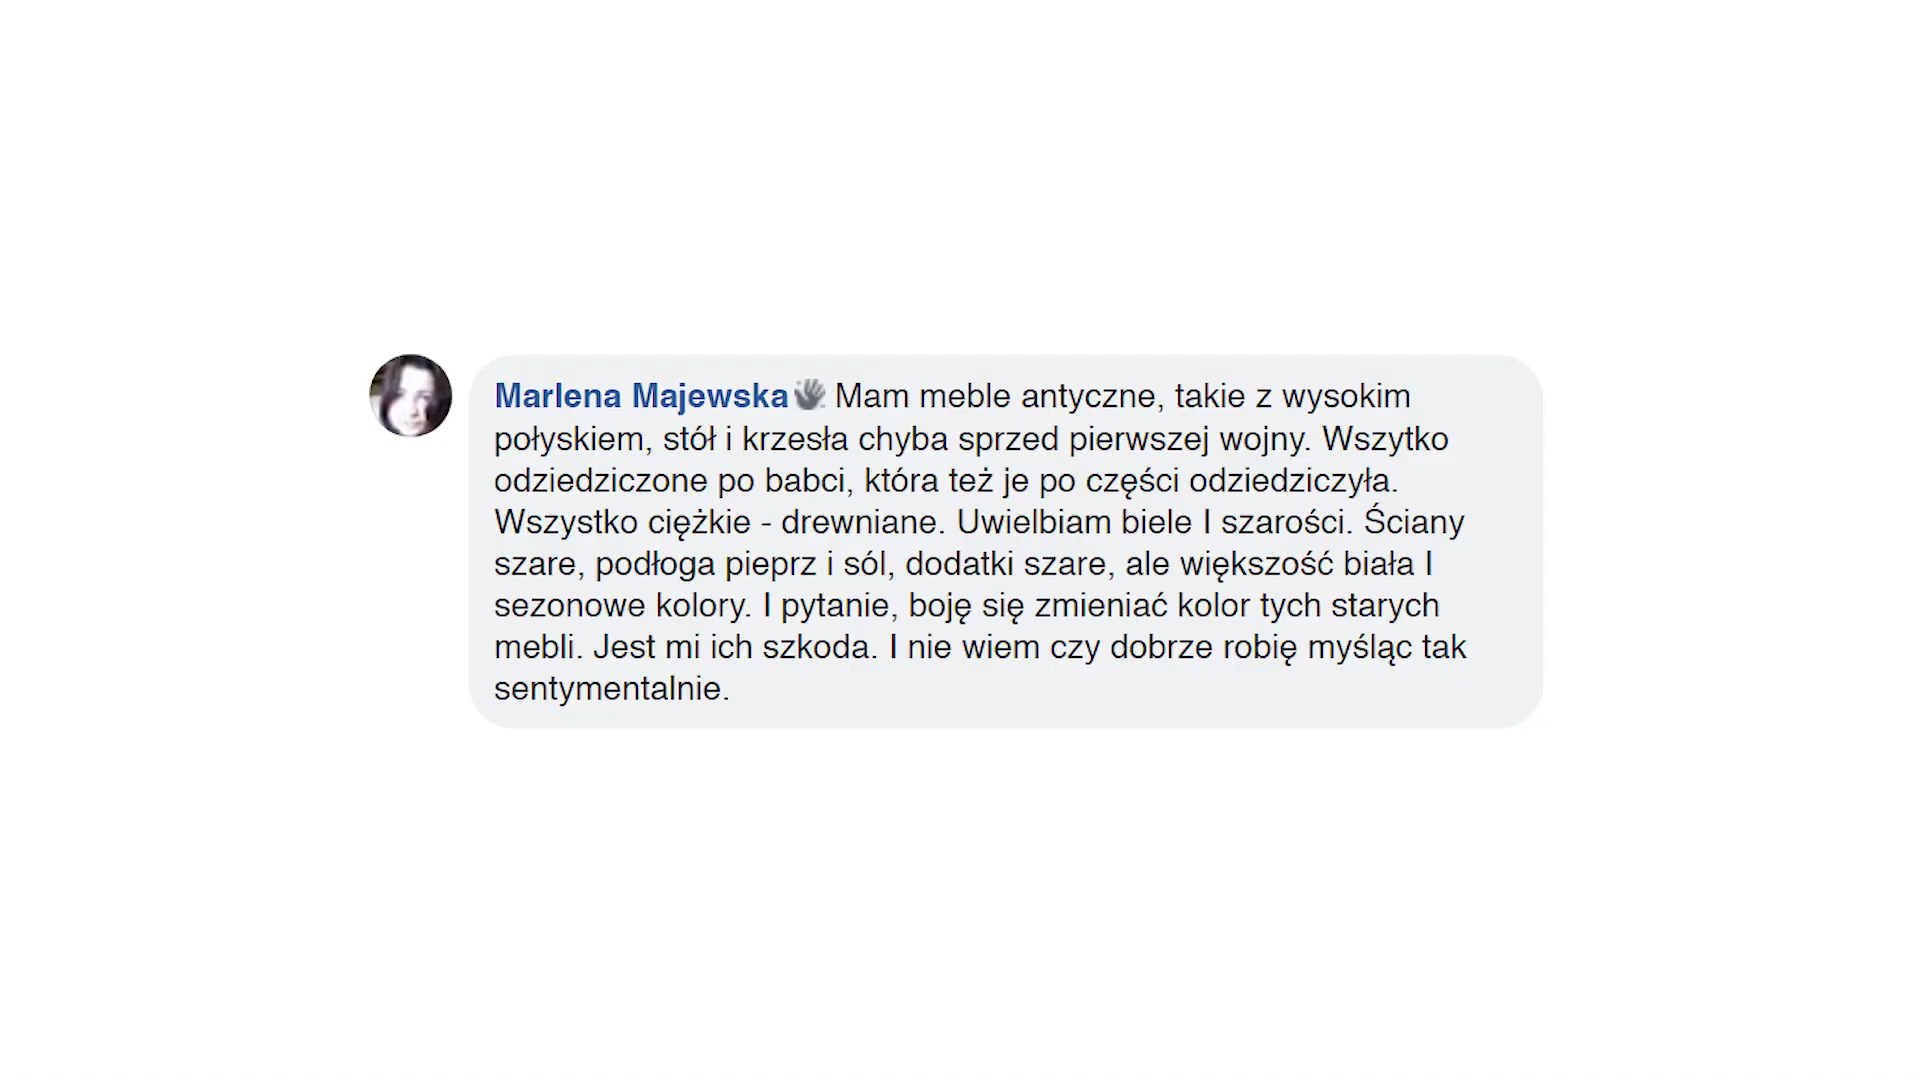 Marlena Majewska Mam meble antyczne, takie z wysokim
połyskiem, stół i krzesła chyba sprzed pierwszej wojny. Wszytko
odziedziczone po babci, która też je po części odziedziczyła.
Wszystko ciężkie - drewniane. Uwielbiam biele I szarości. Ściany
szare, podłoga pieprz i sól, dodatki szare, ale większość biała I
sezonowe kolory. I pytanie, boję się zmieniać kolor tych starych
mebli. Jest mi ich szkoda. I nie wiem czy dobrze robię myśląc tak
sentymentalnie.